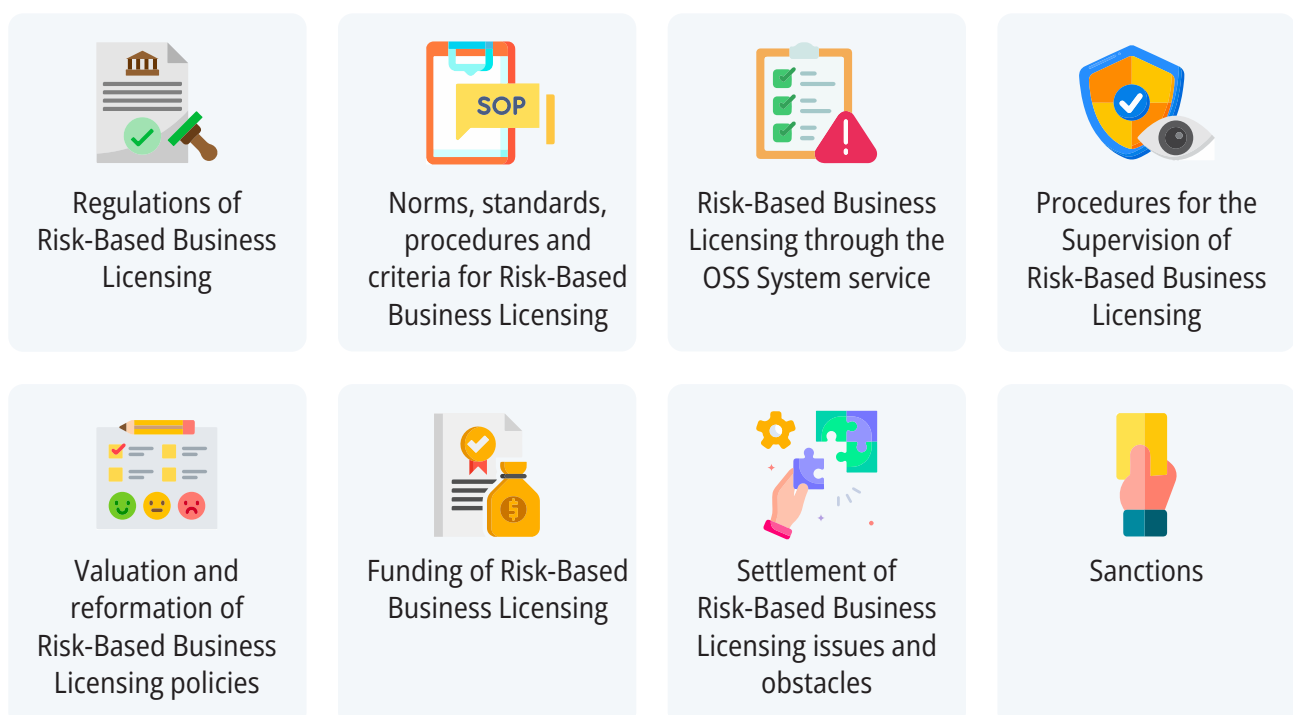 Regulations of
Risk-Based Business
Licensing
SOP
Norms, standards,
procedures and
criteria for Risk-Based
Business Licensing
Risk-Based Business
Licensing through the
OSS System service
Procedures for the
Supervision of
Risk-Based Business
Licensing
Valuation and
reformation of
Risk-Based Business
Licensing policies
$
Funding of Risk-Based
Business Licensing
Settlement of
Risk-Based Business
Licensing issues and
obstacles
Sanctions